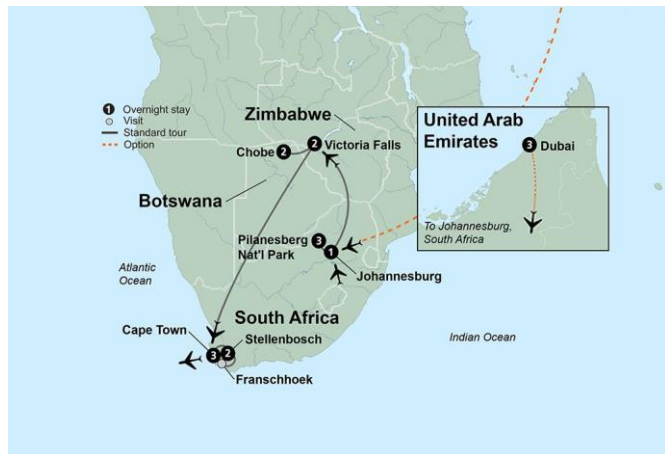 1 Overnight stay
Visit
Standard tour
Option
Zimbabwe
2 Victoria Falls
Chobe 2
Botswana
United Arab
Emirates
3 Dubai
To Johannesburg,
South Africa
Pilanesberg 3
Nat'l Park
1
Johannesburg
Atlantic
Ocean
South Africa
Cape Town
Stellenbosch
3 2
Franschhoek
Indian Ocean